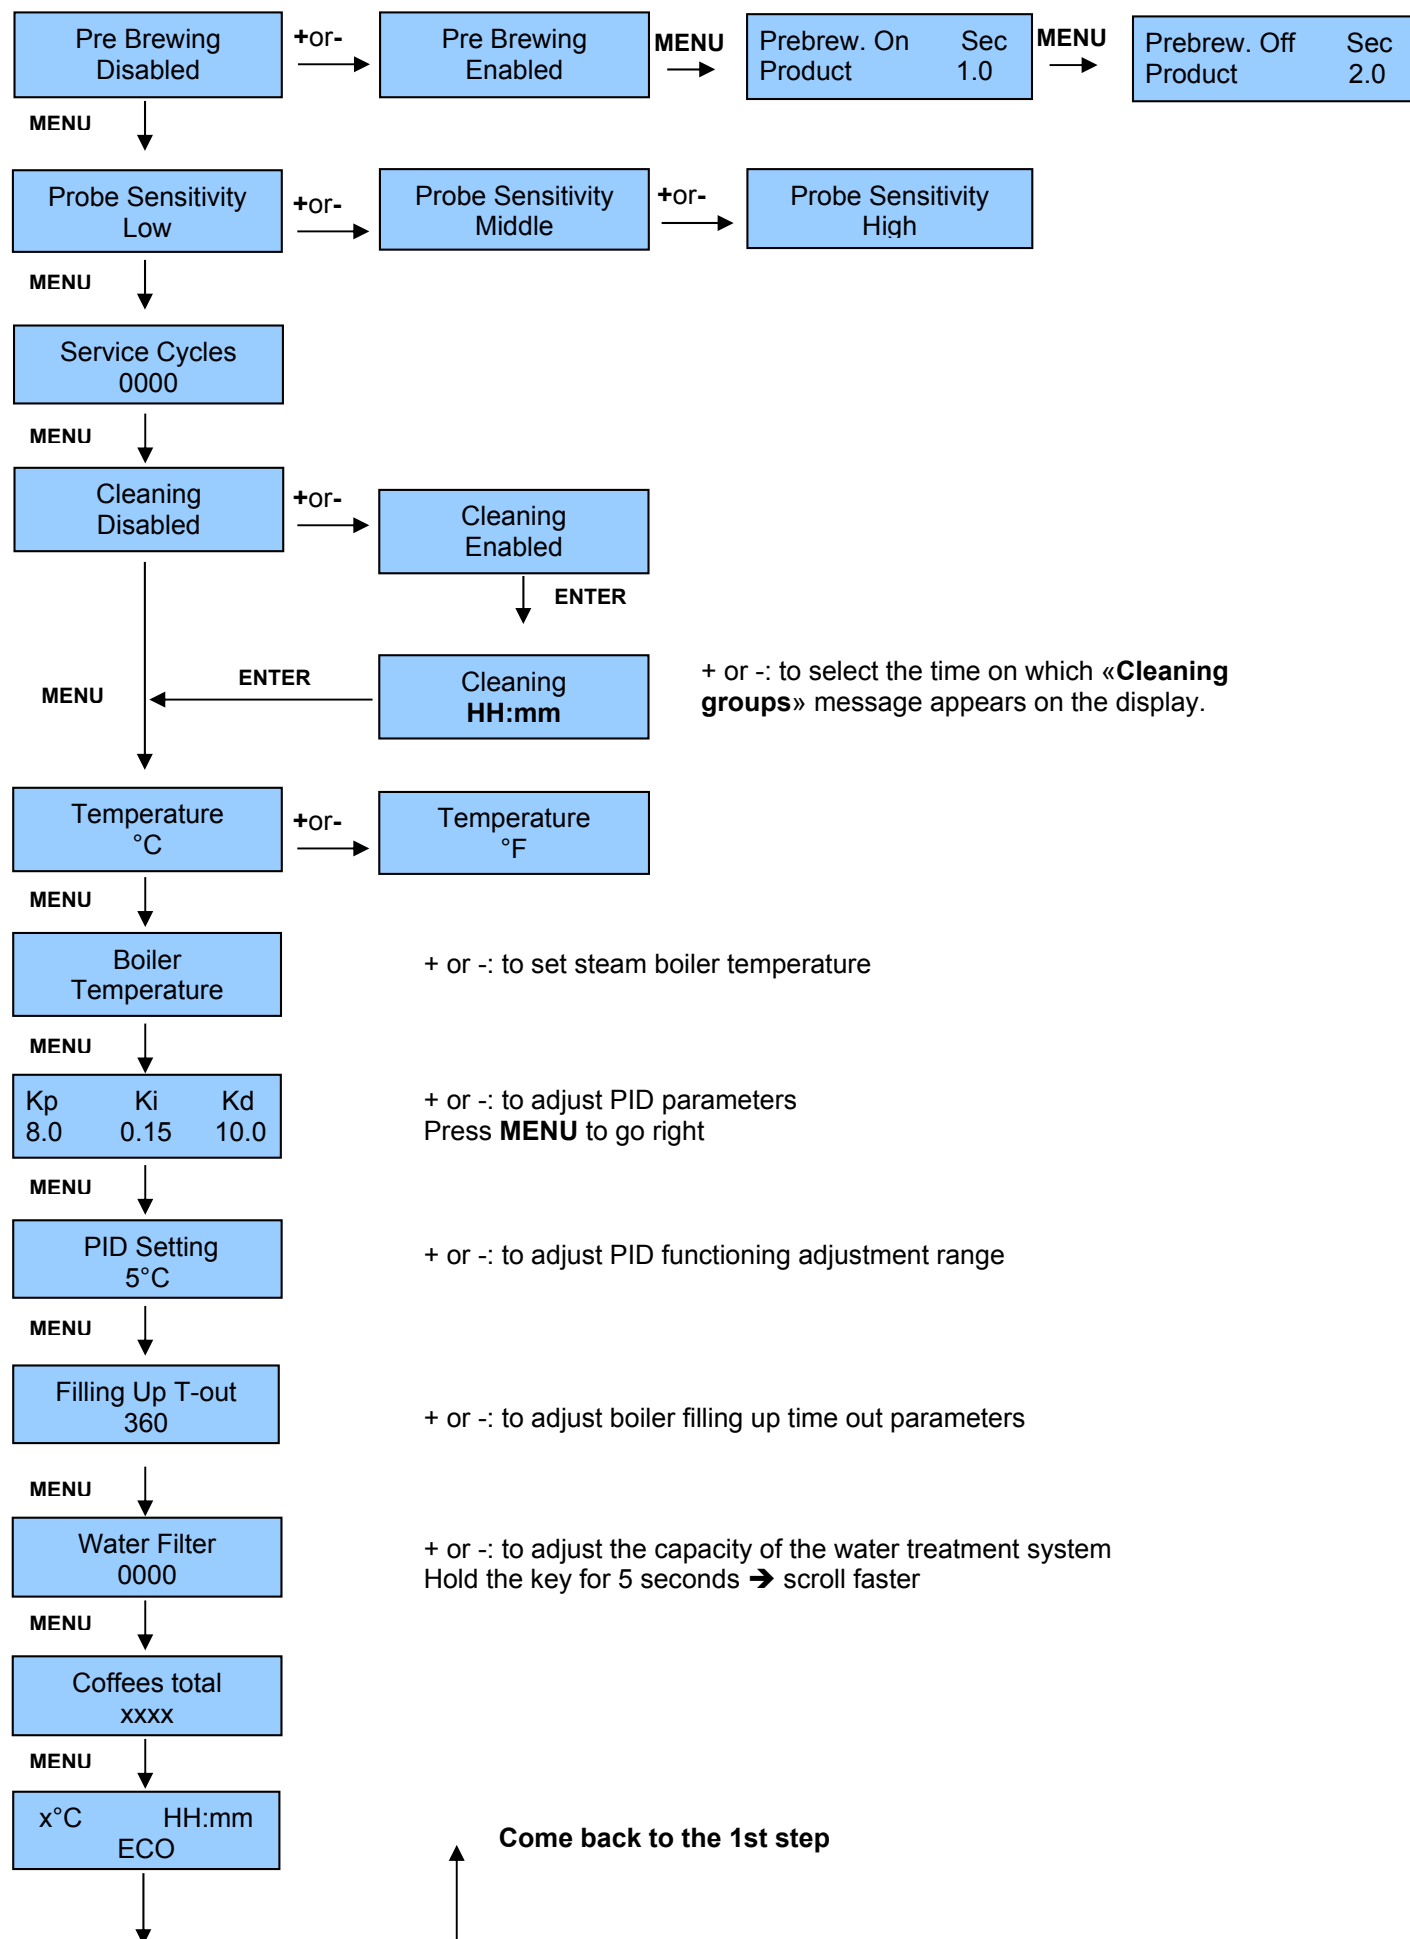 Pre Brewing
Disabled
+or-
Pre Brewing
Enabled
MENU
Prebrew. On Sec
Product 1.0
MENU
Prebrew. Off Sec
Product 2.0
MENU
Probe Sensitivity
Low
+or-
Probe Sensitivity
Middle
+or-
Probe Sensitivity
High
MENU
Service Cycles
0000
MENU
Cleaning
Disabled
+or-
Cleaning
Enabled
ENTER
MENU
ENTER
Cleaning
HH:mm
+ or -: to select the time on which «Cleaning
groups» message appears on the display.
Temperature
°C
+or-
Temperature
°F
MENU
Boiler
Temperature
+ or -: to set steam boiler temperature
MENU
Kp Ki Kd
8.0 0.15 10.0
+ or -: to adjust PID parameters
Press MENU to go right
MENU
PID Setting
5°C
+ or -: to adjust PID functioning adjustment range
MENU
Filling Up T-out
360
+ or -: to adjust boiler filling up time out parameters
MENU
Water Filter
0000
+ or -: to adjust the capacity of the water treatment system
Hold the key for 5 seconds ➔ scroll faster
MENU
Coffees total
xxxx
MENU
x°C HH:mm
ECO
Come back to the 1st step